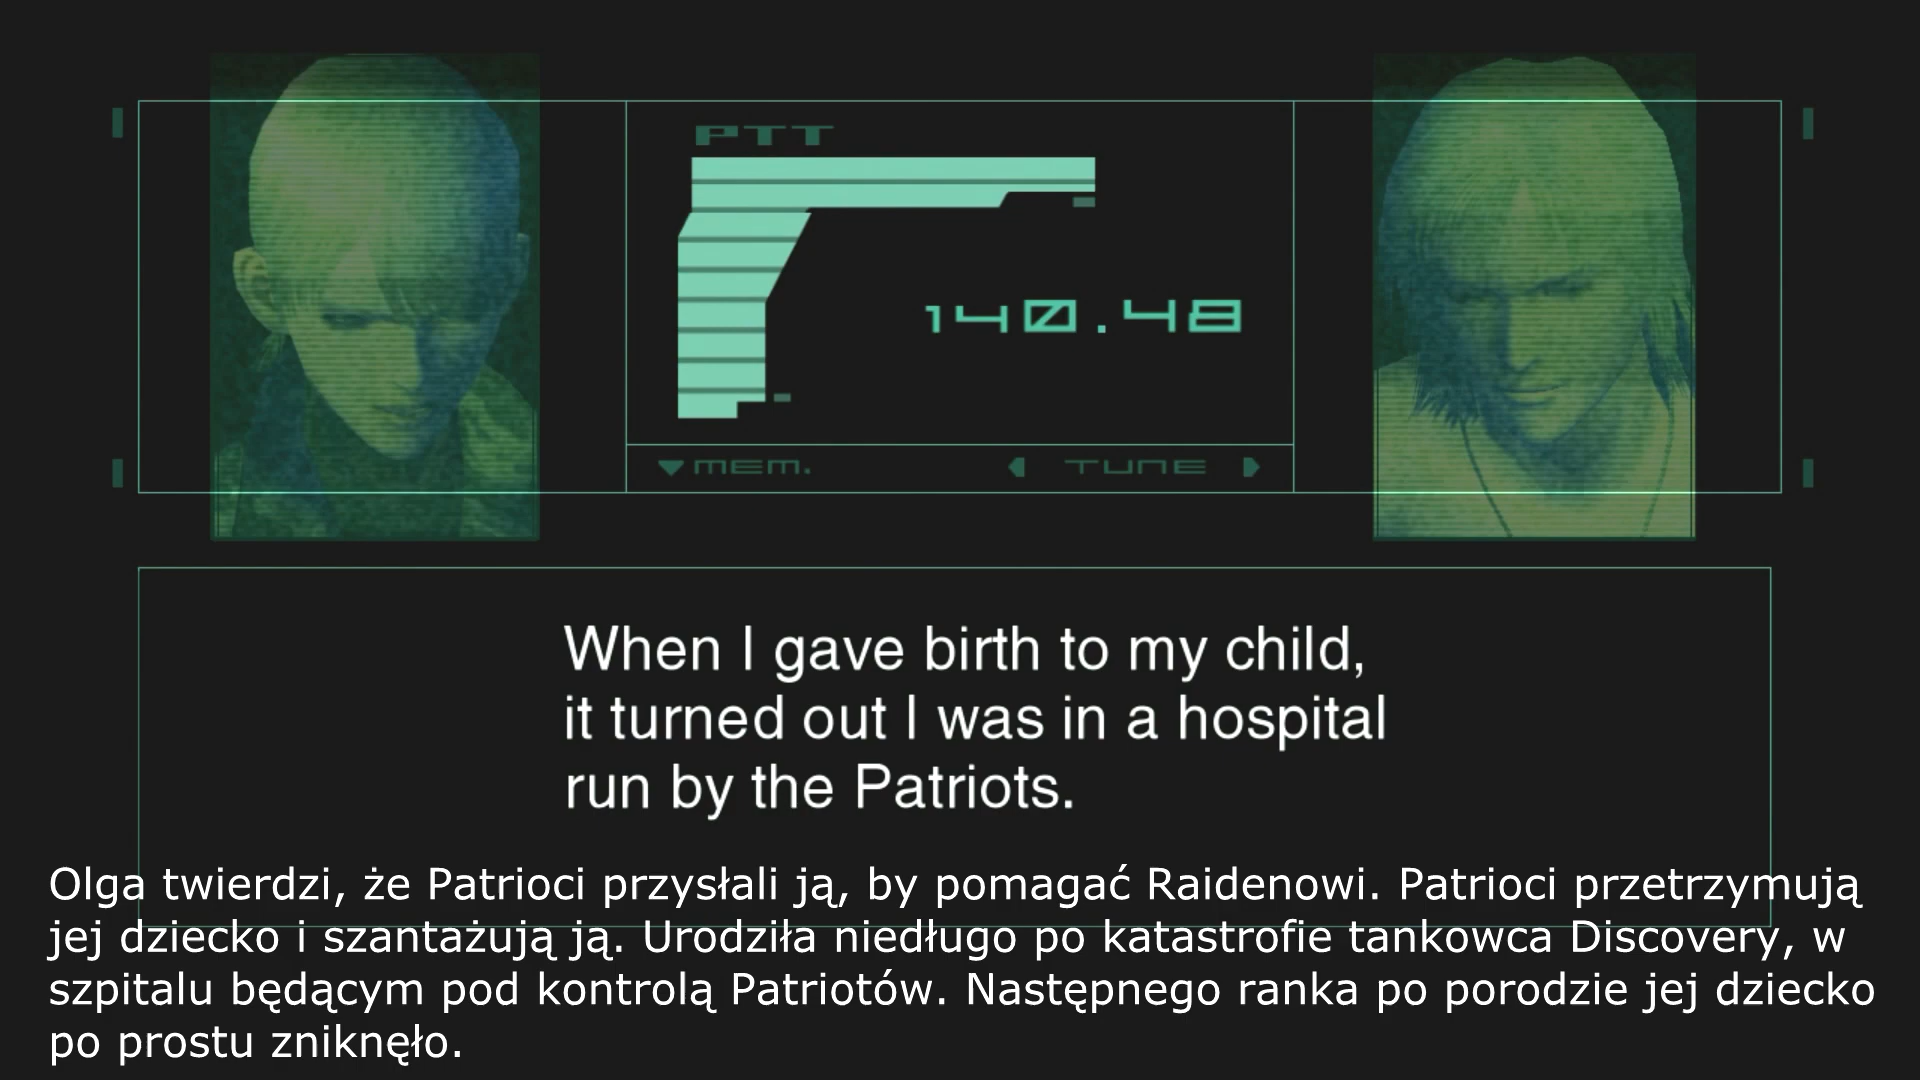 PTT
140.48
MEM.
TUNE
When I gave birth to my child,
it turned out I was in a hospital
run by the Patriots.
Olga twierdzi, że Patrioci przysłali ją, by pomagać Raidenowi. Patrioci przetrzymują
jej dziecko i szantażują ją. Urodziła niedługo po katastrofie tankowca Discovery, w
szpitalu będącym pod kontrolą Patriotów. Następnego ranka po porodzie jej dziecko
po prostu zniknęło.